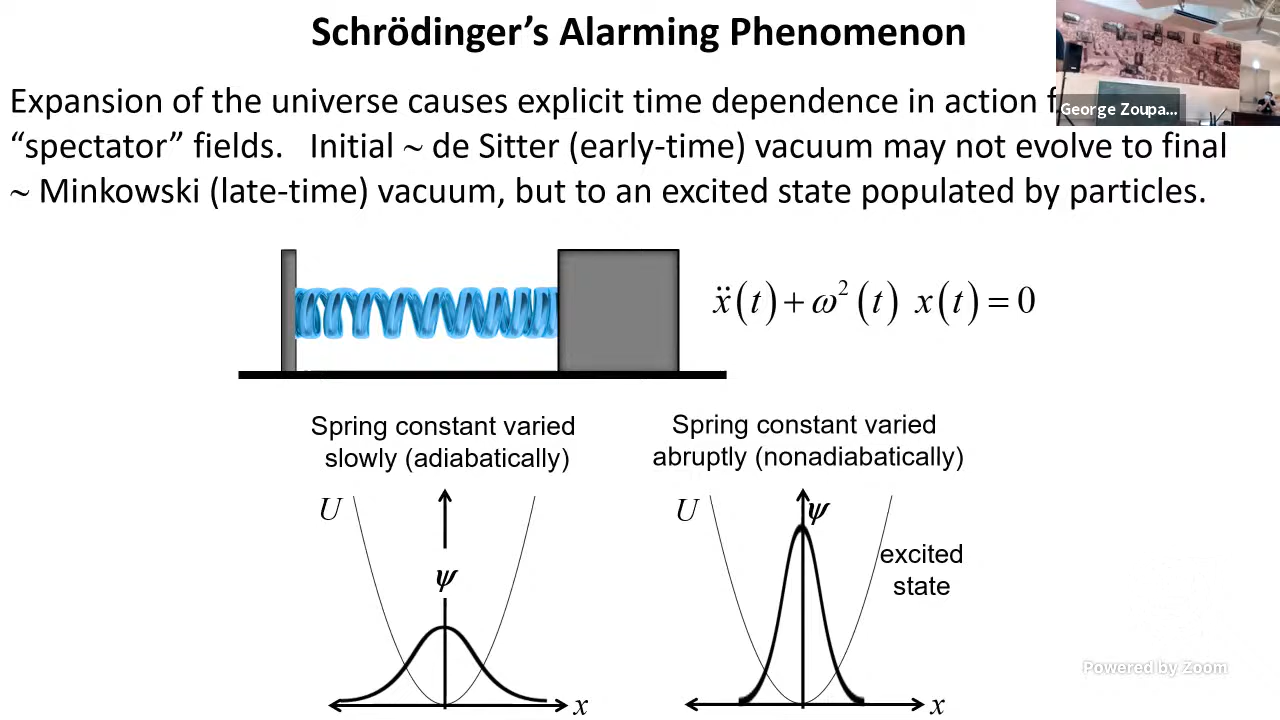 Schrödinger's Alarming Phenomenon
Expansion of the universe causes explicit time dependence in action
George Zoupa...
“spectator” fields. Initial ~ de Sitter (early-time) vacuum may not evolve to final
~ Minkowski (late-time) vacuum, but to an excited state populated by particles.
ẍ(t) + ω²(t) x(t) = 0
Spring constant varied
slowly (adiabatically)
Spring constant varied
abruptly (nonadiabatically)
U
ψ
x
U
ψ
excited
state
x
Powered by Zoom